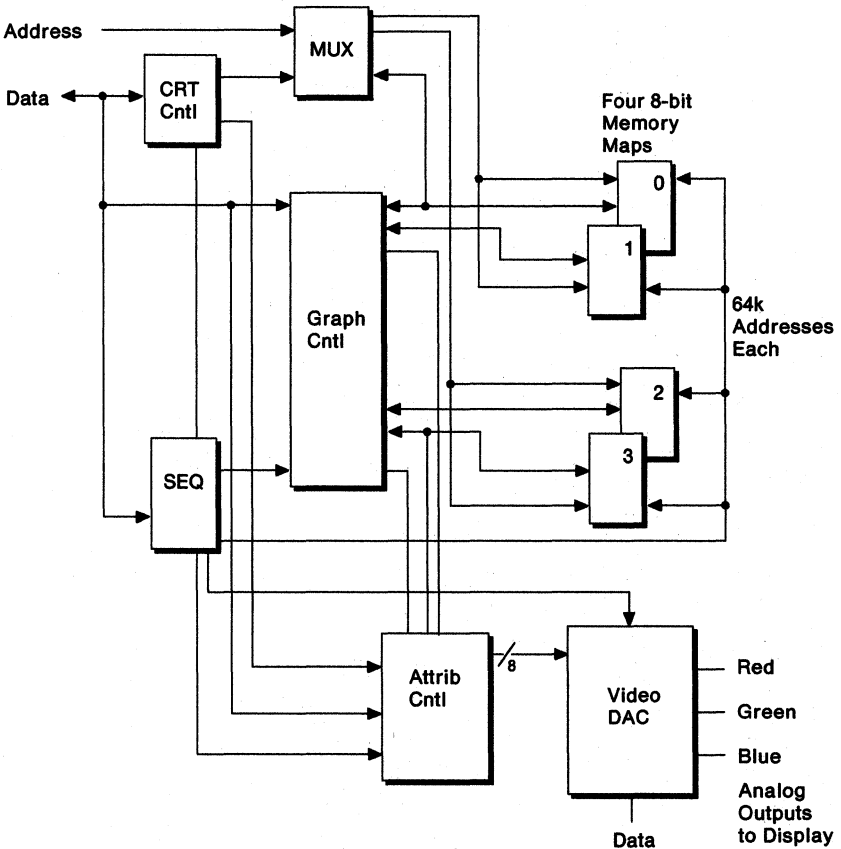 Address
MUX
Data
CRT
Cntl
Four 8-bit
Memory
Maps
0
1
Graph
Cntl
64k
Addresses
Each
2
3
SEQ
8
Attrib
Cntl
Video
DAC
Red
Green
Blue
Analog
Outputs
to Display
Data